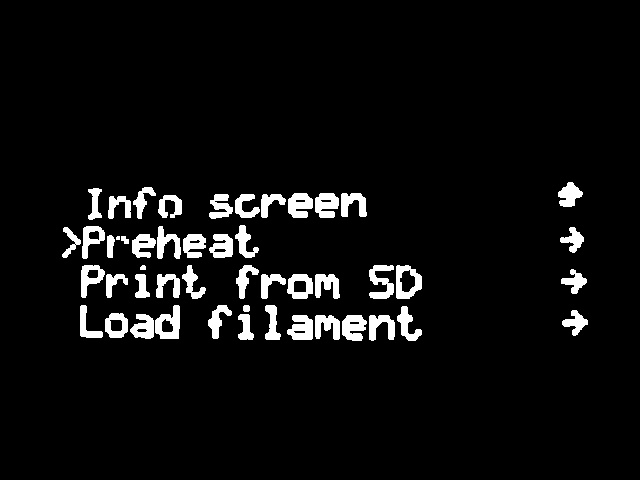 Info screen
>Preheat →
Print from SD →
Load filament →